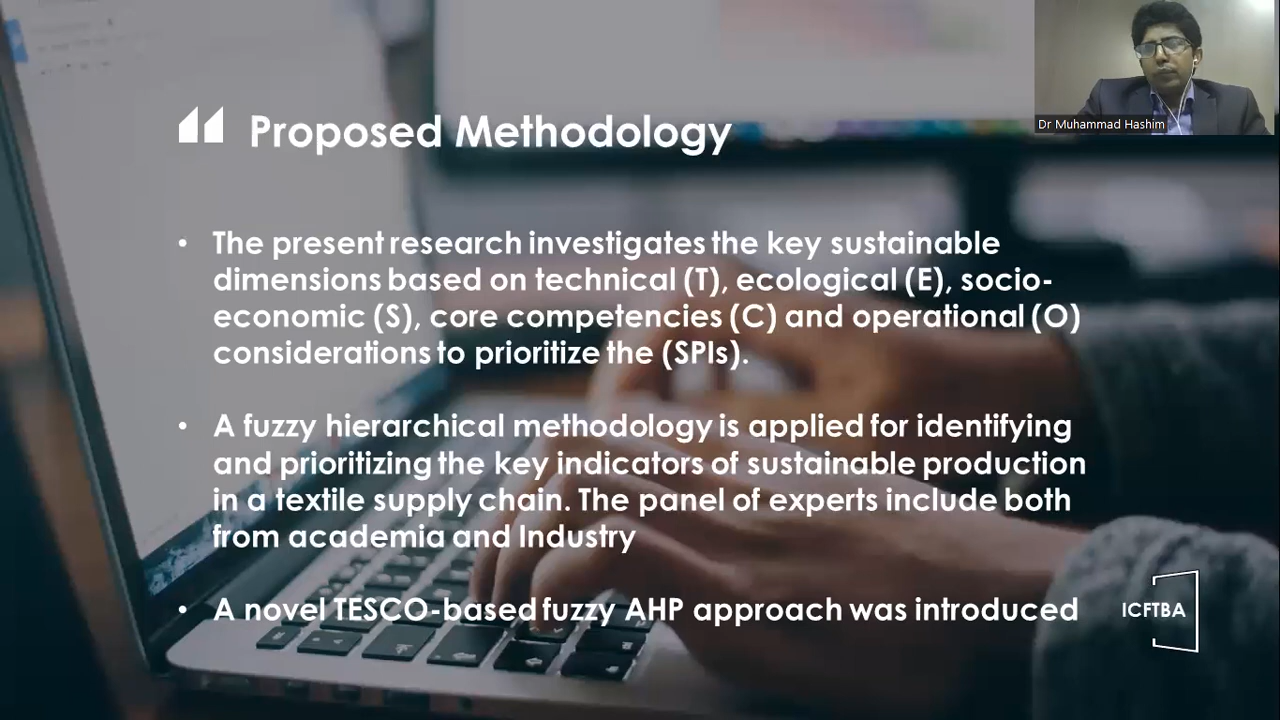 Dr Muhammad Hashim
Proposed Methodology
• The present research investigates the key sustainable
dimensions based on technical (T), ecological (E), socio-
economic (S), core competencies (C) and operational (O)
considerations to prioritize the (SPIs).
• A fuzzy hierarchical methodology is applied for identifying
and prioritizing the key indicators of sustainable production
in a textile supply chain. The panel of experts include both
from academia and Industry
• A novel TESCO-based fuzzy AHP approach was introduced
ICFTBA